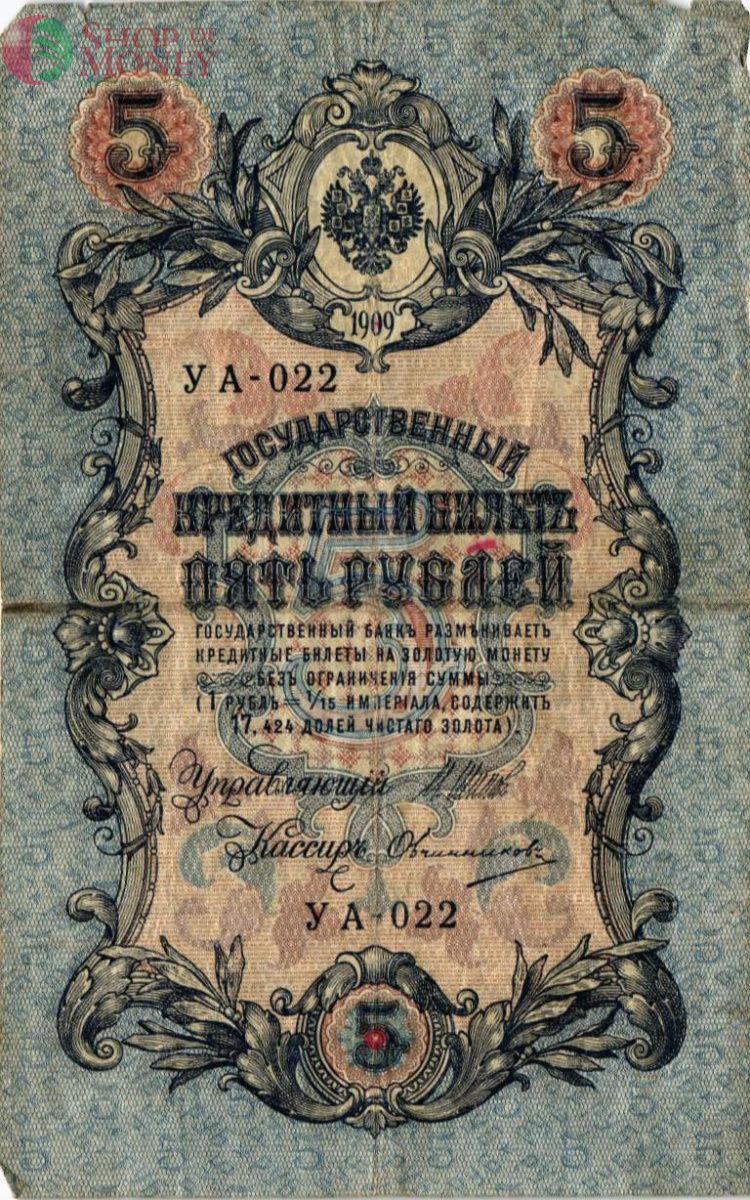 SHOP OF
MONEY
5 5
1909
УА-022
ГОСУДАРСТВЕННЫЙ
КРЕДИТНЫЙ БИЛЕТЪ
ПЯТЬ РУБЛЕЙ
ГОСУДАРСТВЕННЫЙ БАНКЪ РАЗМѢНИВАЕТЪ
КРЕДИТНЫЕ БИЛЕТЫ НА ЗОЛОТУЮ МОНЕТУ
БЕЗЪ ОГРАНИЧЕНІЯ СУММЫ
(1 РУБЛЬ = 1/15 ИМПЕРІАЛА, СОДЕРЖИТЪ
17,424 ДОЛЕЙ ЧИСТАГО ЗОЛОТА).
Управляющій
Кассиръ Овчинниковъ
УА-022
5